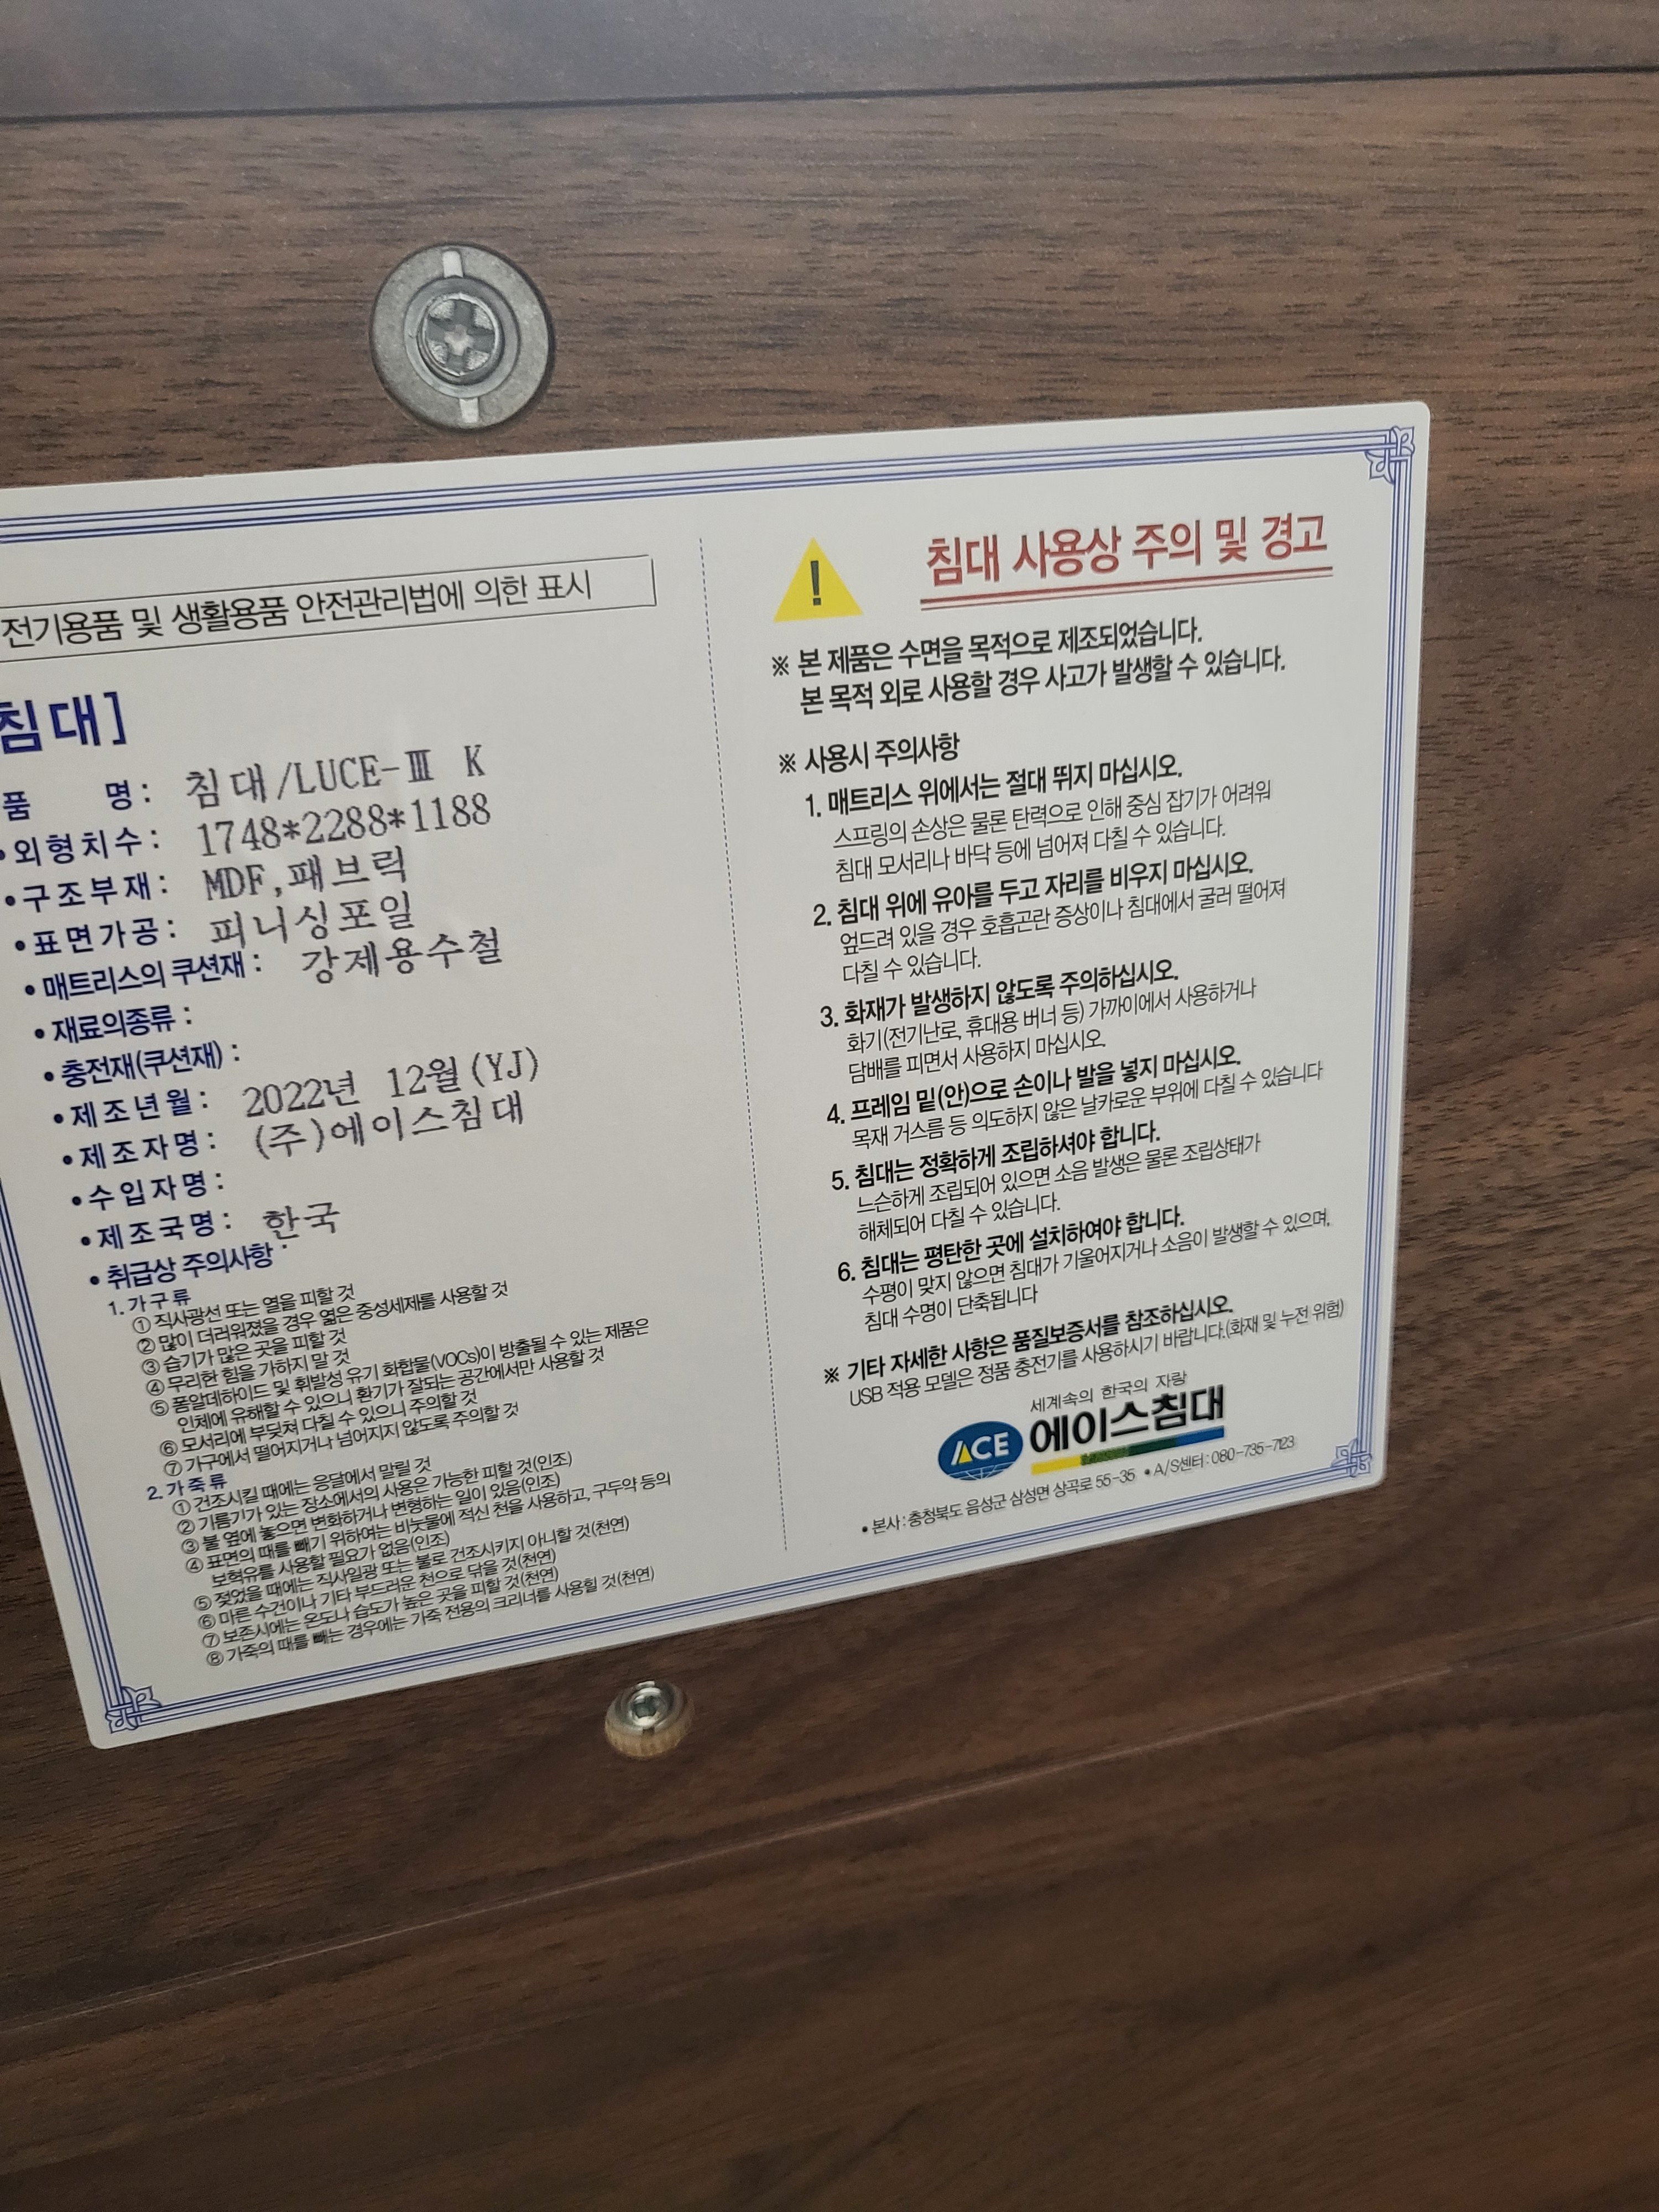 전기용품 및 생활용품 안전관리법에 의한 표시
침대]
품 명 : 침대/LUCE-Ⅲ K
•외형치수 : 1748*2288*1188
•구조부재 : MDF,패브릭
•표면가공 : 피니싱포일
•매트리스의 쿠션재 : 강제용수철
•재료의종류 :
•충전재(쿠션재) :
•제조년월 : 2022년 12월(YJ)
•제조자명 : (주)에이스침대
•수입자명 :
•제조국명 : 한국
•취급상 주의사항
1. 가구류
① 직사광선 또는 열을 피할 것
② 많이 더러워졌을 경우 엷은 중성세제를 사용할 것
③ 습기가 많은 곳을 피할 것
④ 무리한 힘을 가하지 말 것
⑤ 폼알데하이드 및 휘발성 유기 화합물(VOCs)이 방출될 수 있는 제품은
인체에 유해할 수 있으니 환기가 잘되는 공간에서만 사용할 것
⑥ 모서리에 부딪쳐 다칠 수 있으니 주의할 것
⑦ 가구에서 떨어지거나 넘어지지 않도록 주의할 것
2. 가죽류
① 건조시킬 때에는 응달에서 말릴 것
② 기름기가 있는 장소에서의 사용은 가능한 피할 것(인조)
③ 불 옆에 놓으면 변화하거나 변형하는 일이 있음(인조)
④ 표면의 때를 빼기 위하여는 비눗물에 적신 천을 사용하고, 구두약 등의
보혁유를 사용할 필요가 없음(인조)
⑤ 젖었을 때에는 직사일광 또는 불로 건조시키지 아니할 것(천연)
⑥ 마른 수건이나 기타 부드러운 천으로 닦을 것(천연)
⑦ 보존시에는 온도나 습도가 높은 곳을 피할 것(천연)
⑧ 가죽의 때를 빼는 경우에는 가죽 전용의 크리너를 사용할 것(천연)
! 침대 사용상 주의 및 경고
※ 본 제품은 수면을 목적으로 제조되었습니다.
본 목적 외로 사용할 경우 사고가 발생할 수 있습니다.
※ 사용시 주의사항
1. 매트리스 위에서는 절대 뛰지 마십시오.
스프링의 손상은 물론 탄력으로 인해 중심 잡기가 어려워
침대 모서리나 바닥 등에 넘어져 다칠 수 있습니다.
2. 침대 위에 유아를 두고 자리를 비우지 마십시오.
엎드려 있을 경우 호흡곤란 증상이나 침대에서 굴러 떨어져
다칠 수 있습니다.
3. 화재가 발생하지 않도록 주의하십시오.
화기(전기난로, 휴대용 버너 등) 가까이에서 사용하거나
담배를 피면서 사용하지 마십시오.
4. 프레임 밑(안)으로 손이나 발을 넣지 마십시오.
목재 거스름 등 의도하지 않은 날카로운 부위에 다칠 수 있습니다
5. 침대는 정확하게 조립하셔야 합니다.
느슨하게 조립되어 있으면 소음 발생은 물론 조립상태가
해체되어 다칠 수 있습니다.
6. 침대는 평탄한 곳에 설치하여야 합니다.
수평이 맞지 않으면 침대가 기울어지거나 소음이 발생할 수 있으며,
침대 수명이 단축됩니다
※ 기타 자세한 사항은 품질보증서를 참조하십시오.
USB 적용 모델은 정품 충전기를 사용하시기 바랍니다.(화재 및 누전 위험)
세계속의 한국의 자랑
ACE 에이스침대
•본사 : 충청북도 음성군 삼성면 상곡로 55-35 •A/S센터 : 080-735-7123